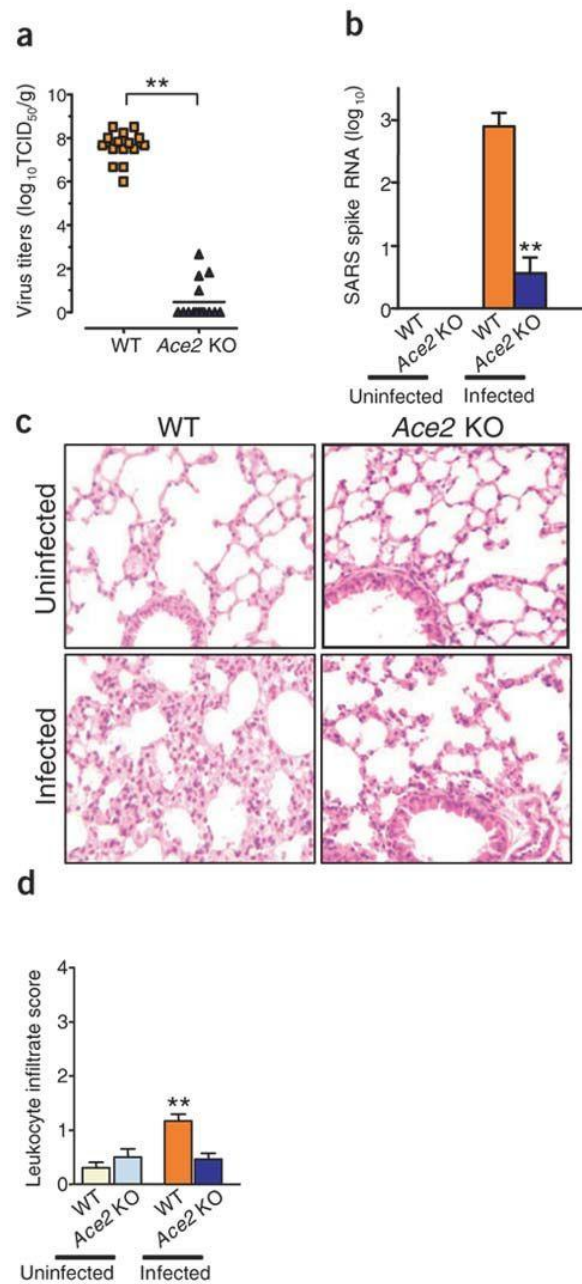 a
**
Virus titers (log10TCID50/g)
10
8
6
4
2
0
WT Ace2 KO
b
SARS spike RNA (log10)
3
2
1
0
**
WT
Ace2 KO
WT
Ace2 KO
Uninfected Infected
c
WT Ace2 KO
Uninfected
Infected
d
Leukocyte infiltrate score
4
3
2
1
0
**
WT
Ace2 KO
WT
Ace2 KO
Uninfected Infected